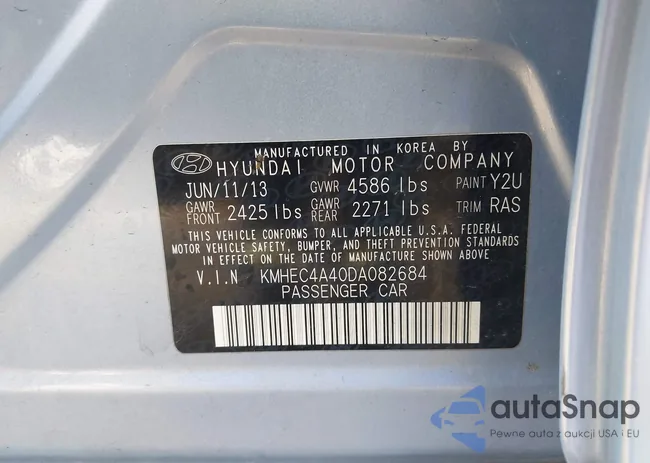 MANUFACTURED IN KOREA BY
HYUNDAI MOTOR COMPANY
JUN/11/13 GVWR 4586 lbs PAINT Y2U
GAWR FRONT 2425 lbs GAWR REAR 2271 lbs TRIM RAS
THIS VEHICLE CONFORMS TO ALL APPLICABLE U.S.A. FEDERAL
MOTOR VEHICLE SAFETY, BUMPER, AND THEFT PREVENTION STANDARDS
IN EFFECT ON THE DATE OF MANUFACTURE SHOWN ABOVE
V.I.N KMHEC4A40DA082684
PASSENGER CAR
autoSnap
Pewne auta z aukcji USA i EU